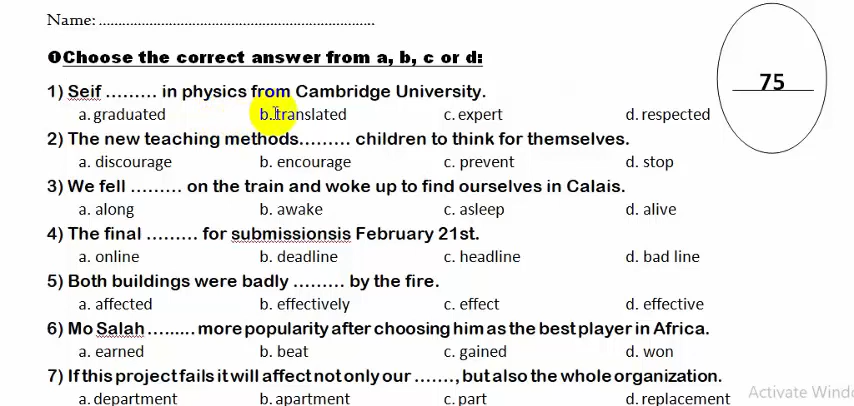 Name: ......................................................................
❶Choose the correct answer from a, b, c or d:
75
1) Seif ......... in physics from Cambridge University.
a. graduated b. translated c. expert d. respected
2) The new teaching methods......... children to think for themselves.
a. discourage b. encourage c. prevent d. stop
3) We fell ......... on the train and woke up to find ourselves in Calais.
a. along b. awake c. asleep d. alive
4) The final ......... for submissionsis February 21st.
a. online b. deadline c. headline d. bad line
5) Both buildings were badly ......... by the fire.
a. affected b. effectively c. effect d. effective
6) Mo Salah ......... more popularity after choosing him as the best player in Africa.
a. earned b. beat c. gained d. won
7) If this project fails it will affect not only our ......., but also the whole organization.
a. department b. apartment c. part d. replacement
Activate Windo